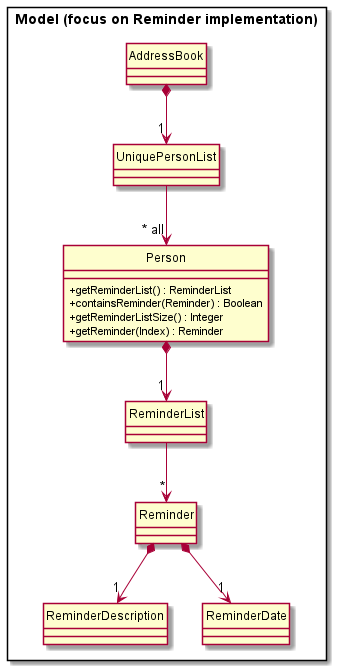 Model (focus on Reminder implementation)
AddressBook
1
UniquePersonList
* all
Person
+getReminderList() : ReminderList
+containsReminder(Reminder) : Boolean
+getReminderListSize() : Integer
+getReminder(Index) : Reminder
1
ReminderList
*
Reminder
1 1
ReminderDescription ReminderDate